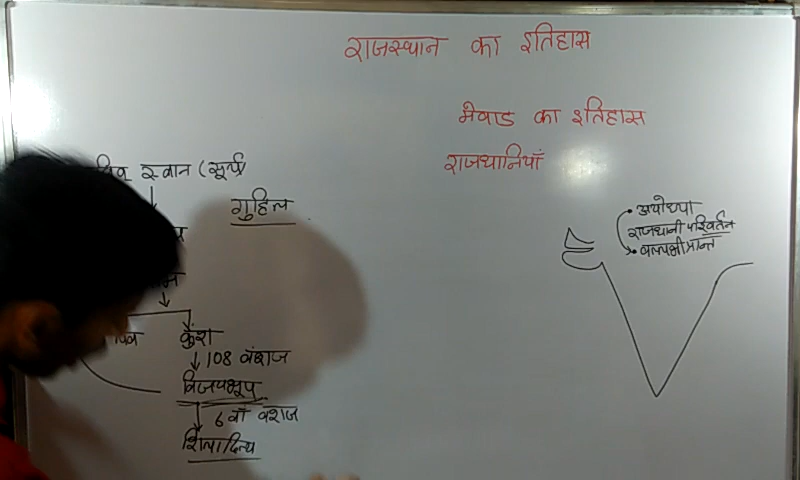 राजस्थान का इतिहास
मेवाड का इतिहास
राजधानियाँ
स्वान (सूर्य)
गुहिल
कुश
↓ 108 वंशज
विजयभूप
6 वाँ वंशज
शिलादित्य
• अयोध्या
राजधानी परिवर्तन
• वल्लभी प्रान्त